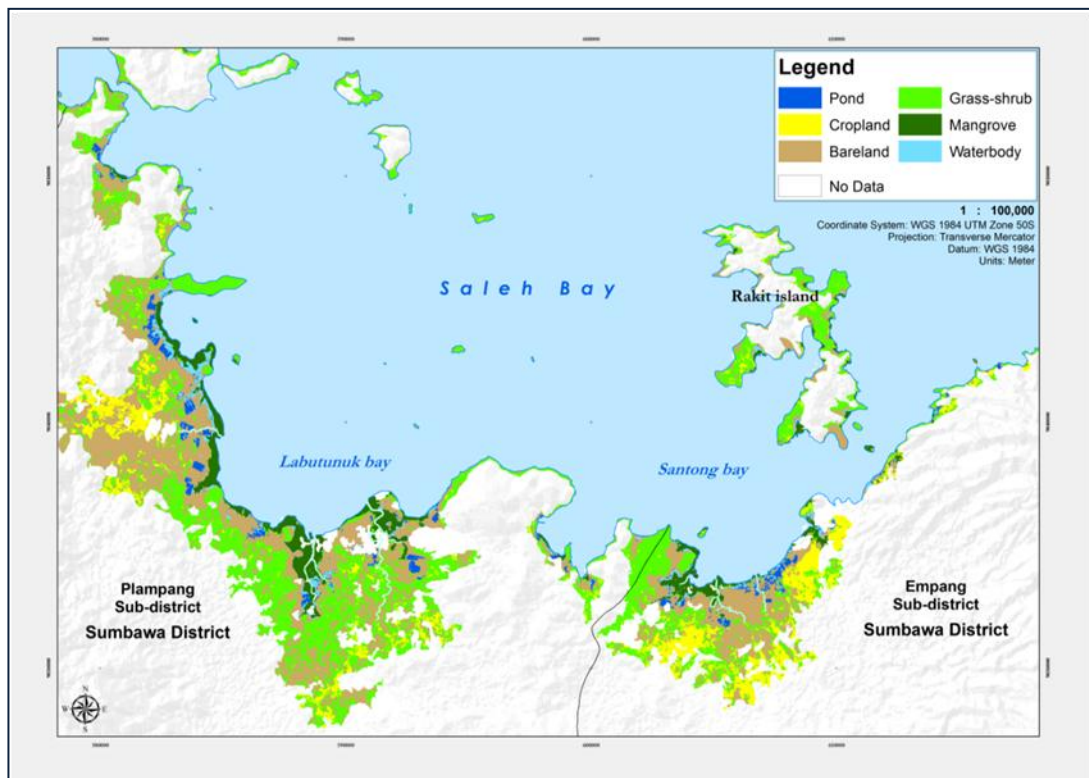 Legend
Pond
Grass-shrub
Cropland
Mangrove
Bareland
Waterbody
No Data
1 : 100,000
Coordinate System: WGS 1984 UTM Zone 50S
Projection: Transverse Mercator
Datum: WGS 1984
Units: Meter
Saleh Bay
Rakit island
Labutunuk bay
Santong bay
Plampang
Sub-district
Sumbawa District
Empang
Sub-district
Sumbawa District
N
W
E
S